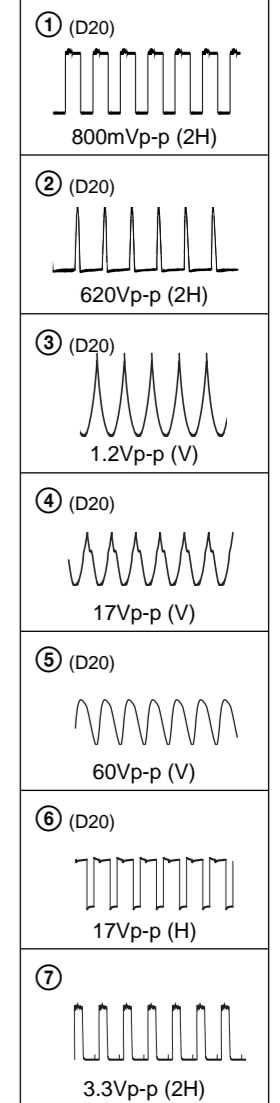 ① (D20)
800mVp-p (2H)
② (D20)
620Vp-p (2H)
③ (D20)
1.2Vp-p (V)
④ (D20)
17Vp-p (V)
⑤ (D20)
60Vp-p (V)
⑥ (D20)
17Vp-p (H)
⑦
3.3Vp-p (2H)